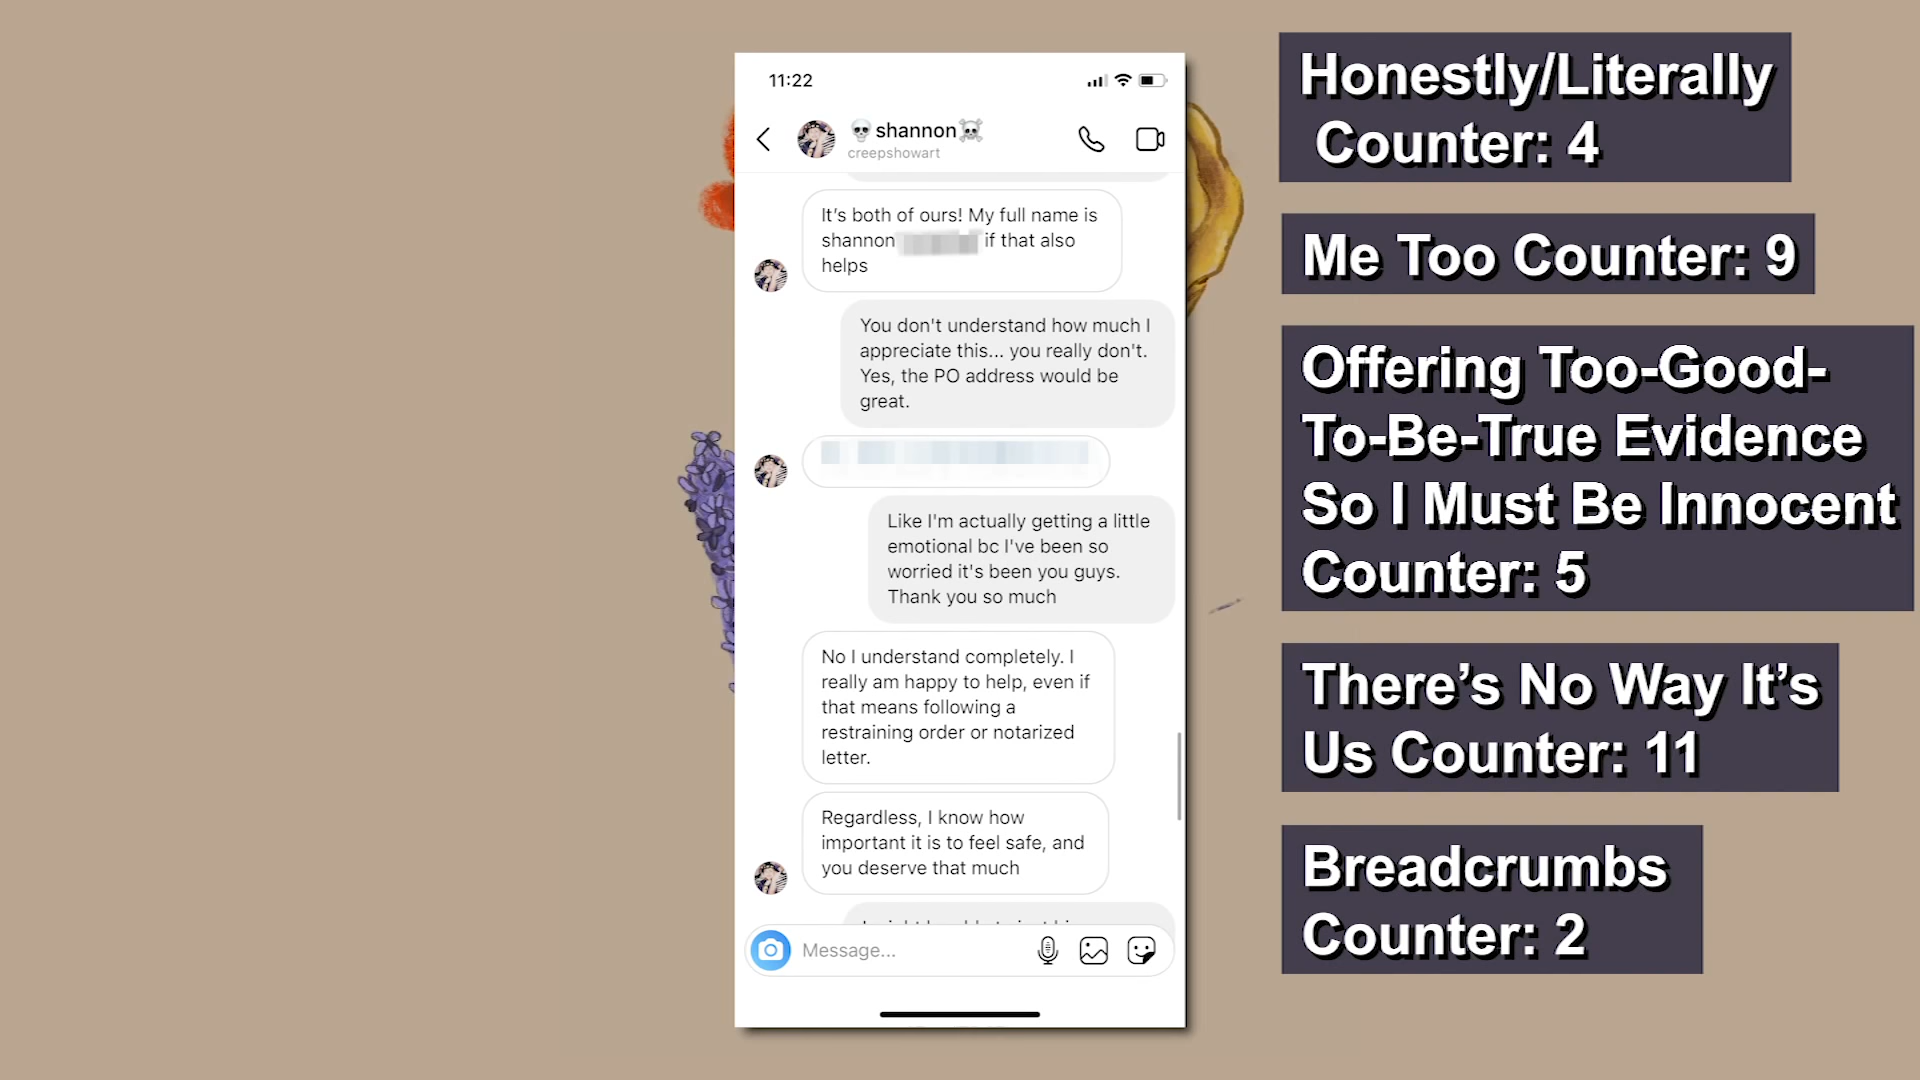 11:22
💀shannon☠️
creepshowart
It's both of ours! My full name is
shannon if that also
helps
You don't understand how much I
appreciate this... you really don't.
Yes, the PO address would be
great.
Like I'm actually getting a little
emotional bc I've been so
worried it's been you guys.
Thank you so much
No I understand completely. I
really am happy to help, even if
that means following a
restraining order or notarized
letter.
Regardless, I know how
important it is to feel safe, and
you deserve that much
Message...
Honestly/Literally
Counter: 4
Me Too Counter: 9
Offering Too-Good-
To-Be-True Evidence
So I Must Be Innocent
Counter: 5
There's No Way It's
Us Counter: 11
Breadcrumbs
Counter: 2